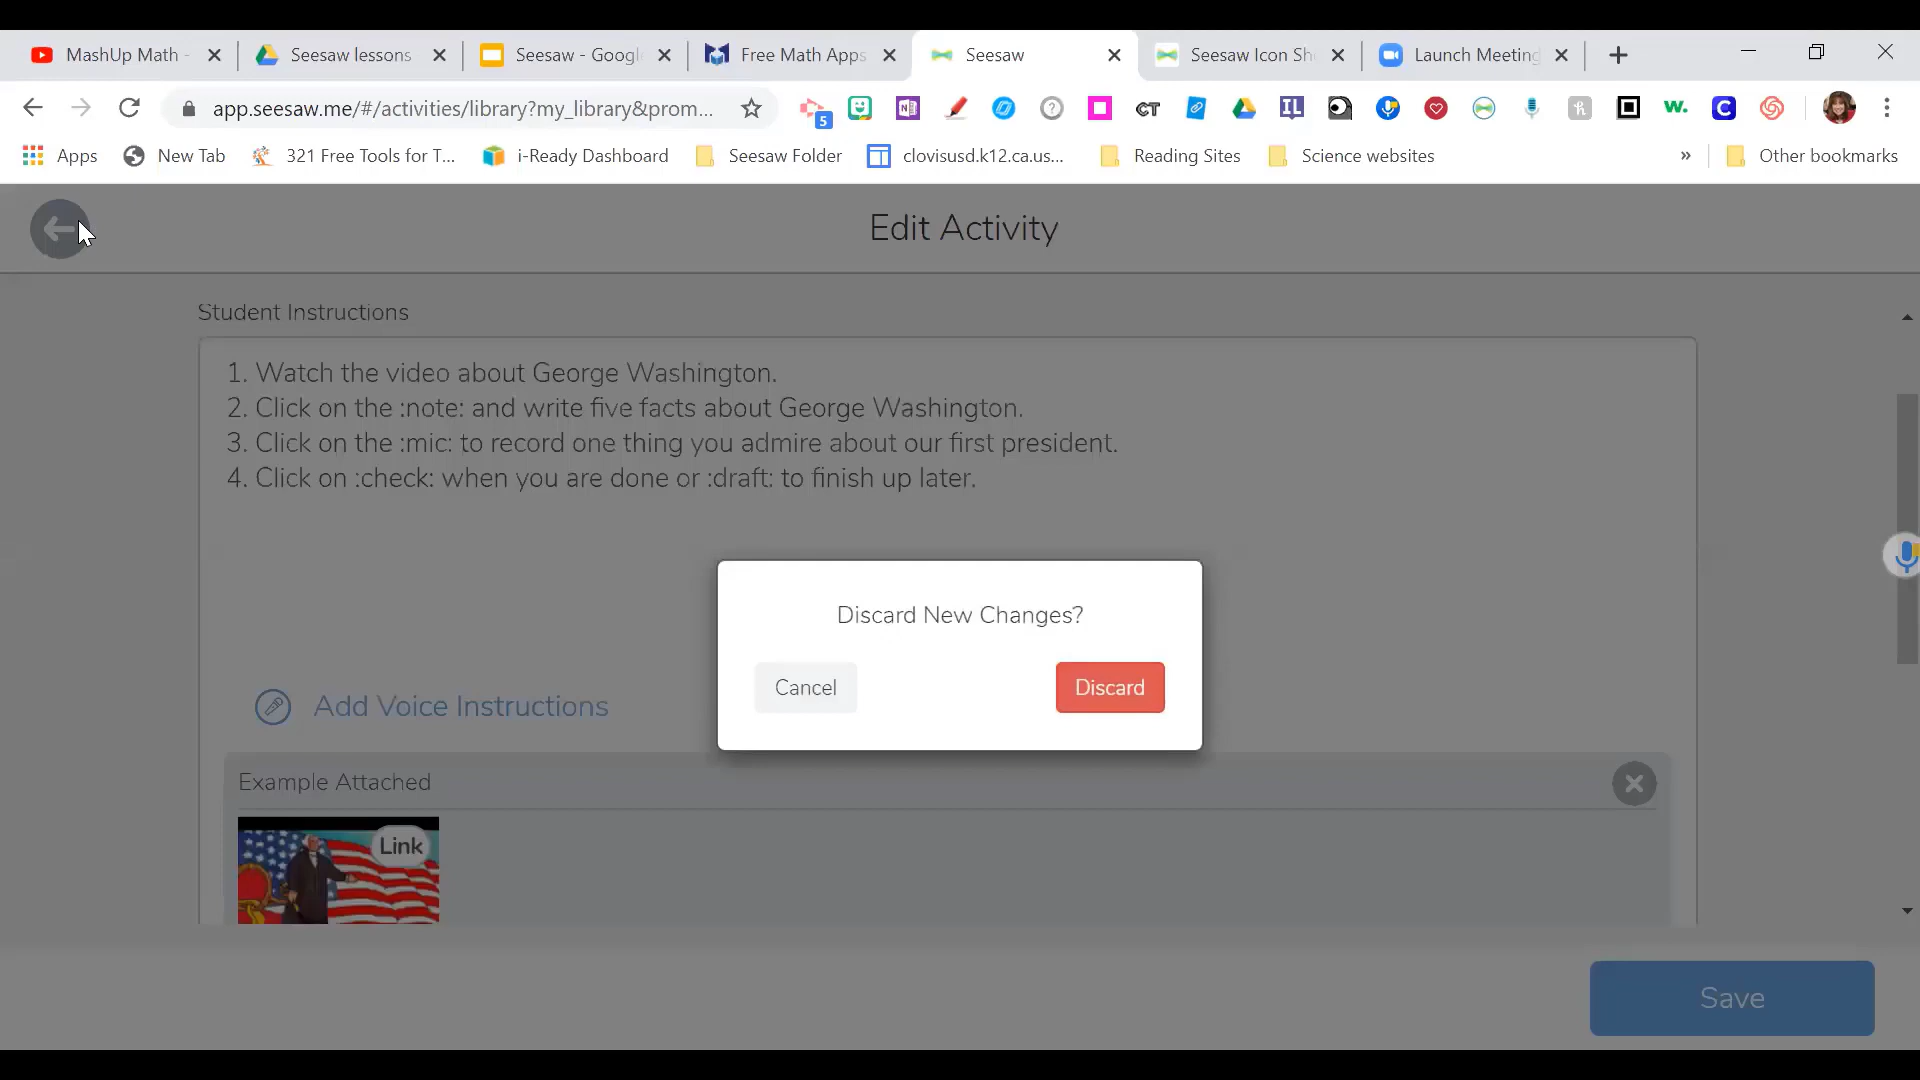 MashUp Math -
Seesaw lessons
Seesaw - Googl
Free Math Apps
Seesaw
Seesaw Icon Sh
Launch Meeting
app.seesaw.me/#/activities/library?my_library&prom...
5
CT
IL
w.
C
Apps
New Tab
321 Free Tools for T...
i-Ready Dashboard
Seesaw Folder
clovisusd.k12.ca.us...
Reading Sites
Science websites
»
Other bookmarks
Edit Activity
Student Instructions
1. Watch the video about George Washington.
2. Click on the :note: and write five facts about George Washington.
3. Click on the :mic: to record one thing you admire about our first president.
4. Click on :check: when you are done or :draft: to finish up later.
Discard New Changes?
Cancel
Discard
Add Voice Instructions
Example Attached
Link
Save